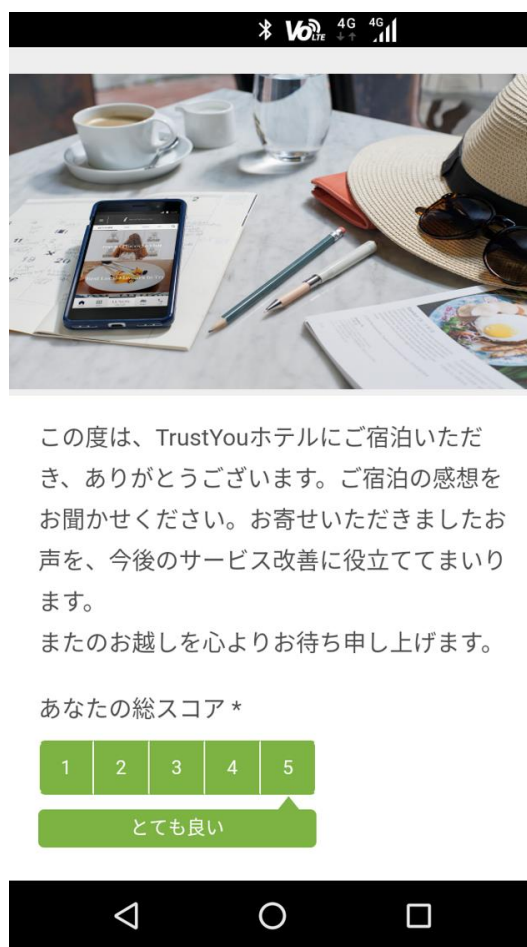 VoLTE 4G 4G
この度は、TrustYouホテルにご宿泊いただ
き、ありがとうございます。ご宿泊の感想を
お聞かせください。お寄せいただきましたお
声を、今後のサービス改善に役立ててまいり
ます。
またのお越しを心よりお待ち申し上げます。
あなたの総スコア *
1 2 3 4 5
とても良い